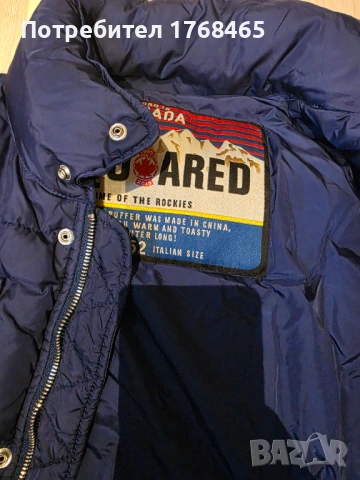 Потребител 1768465
ADA
ARED
ME OF THE ROCKIES
PUFFER WAS MADE IN CHINA,
WARM AND TOASTY
TER LONG!
52 ITALIAN SIZE
BAZAR